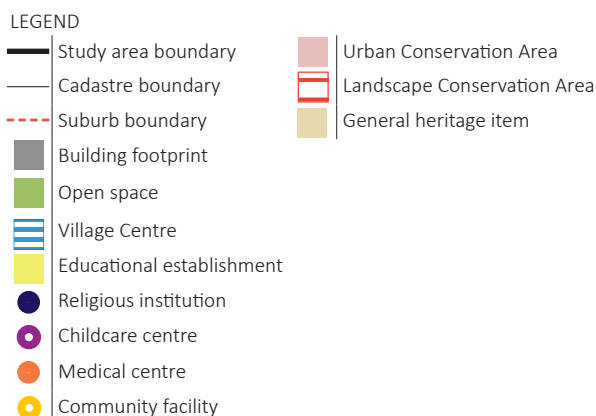 LEGEND
Study area boundary
Cadastre boundary
Suburb boundary
Building footprint
Open space
Village Centre
Educational establishment
Religious institution
Childcare centre
Medical centre
Community facility
Urban Conservation Area
Landscape Conservation Area
General heritage item